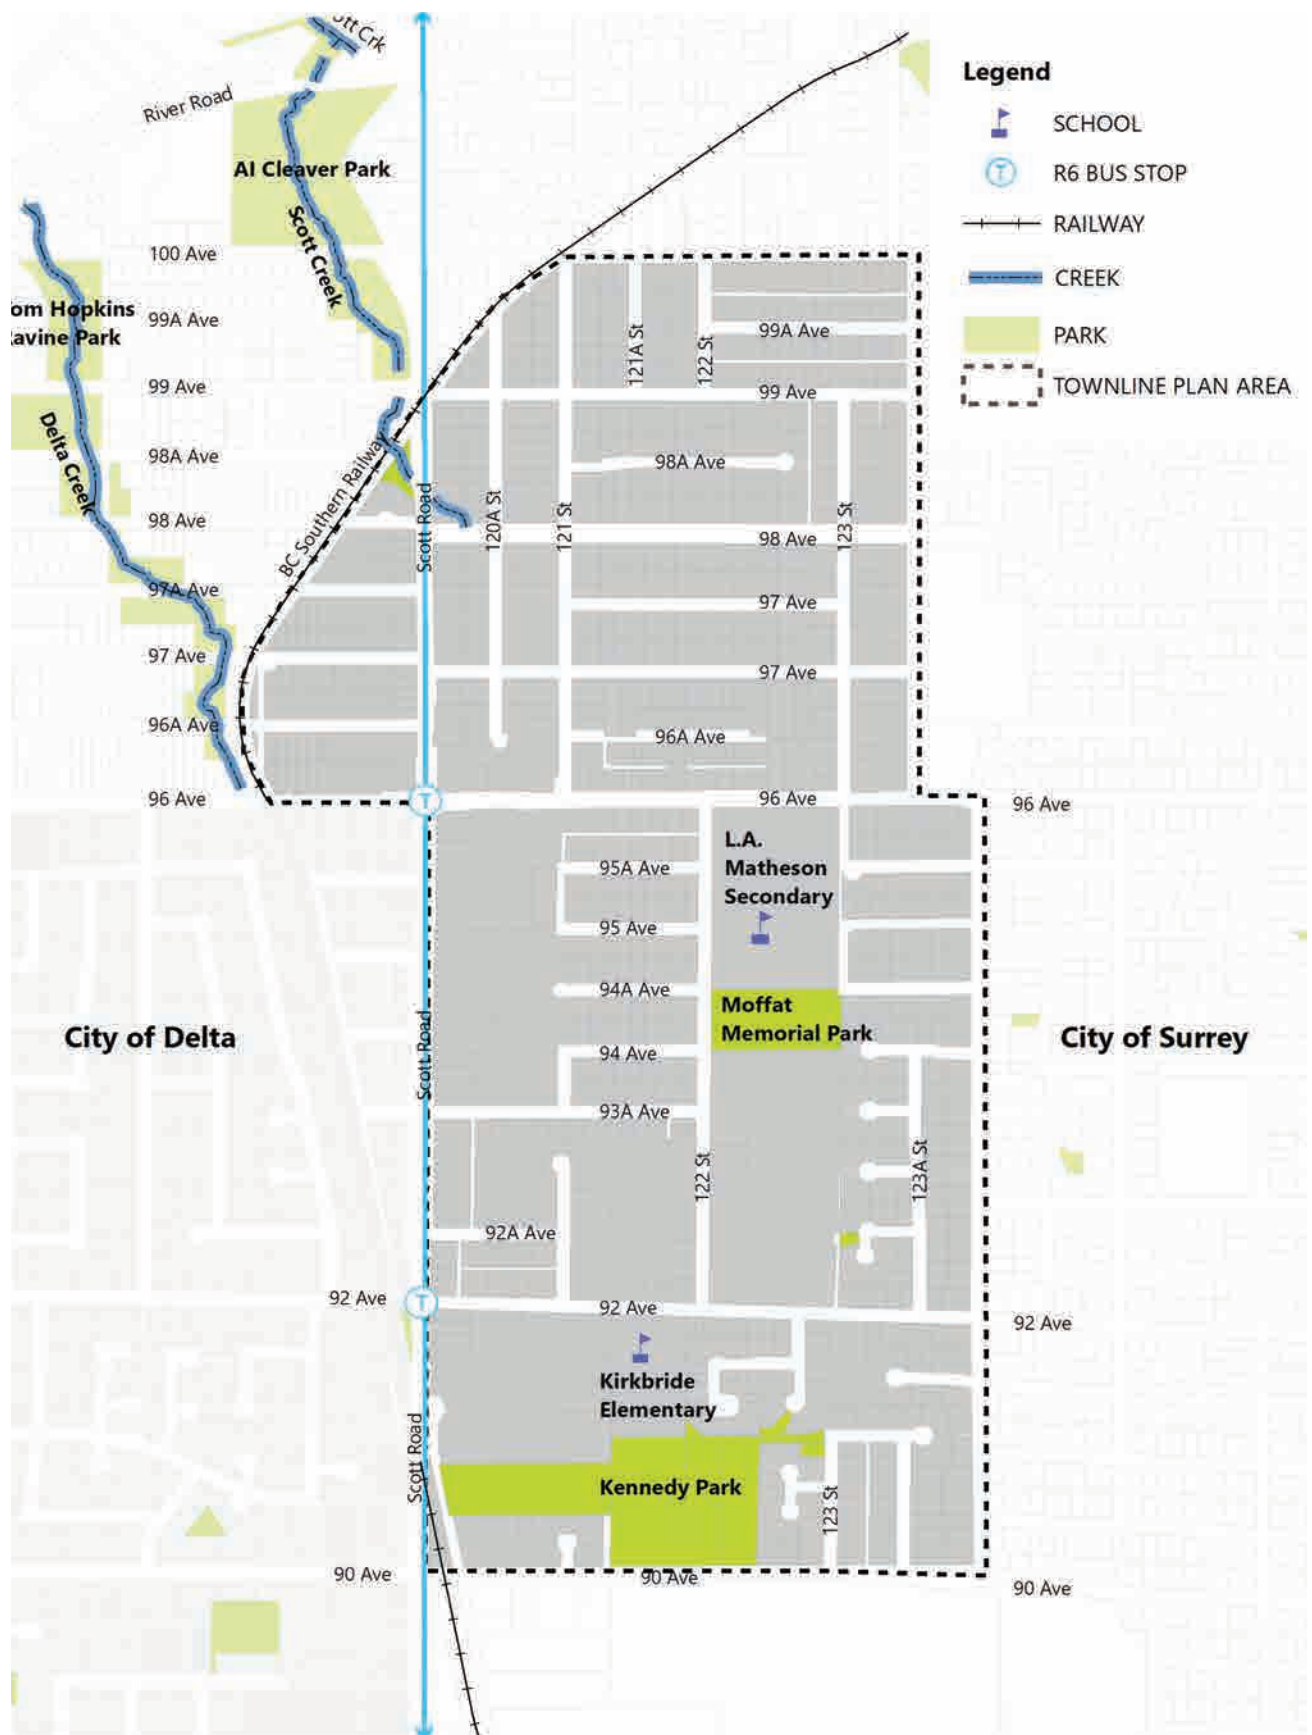 ott Crk
River Road
Al Cleaver Park
Scott Creek
100 Ave
om Hopkins
avine Park
99A Ave
99 Ave
Delta Creek
98A Ave
98 Ave
BC Southern Railway
97A Ave
97 Ave
96A Ave
96 Ave
Legend
SCHOOL
T
R6 BUS STOP
RAILWAY
CREEK
PARK
TOWNLINE PLAN AREA
121A St
122 St
99A Ave
99 Ave
98A Ave
Scott Road
120A St
121 St
123 St
98 Ave
97 Ave
97 Ave
96A Ave
T
96 Ave
96 Ave
L.A.
Matheson
Secondary
95A Ave
95 Ave
94A Ave
Moffat
Memorial Park
City of Delta
Scott Road
City of Surrey
94 Ave
93A Ave
122 St
123A St
92A Ave
92 Ave
T
92 Ave
92 Ave
Kirkbride
Elementary
Scott Road
Kennedy Park
123 St
90 Ave
90 Ave
90 Ave